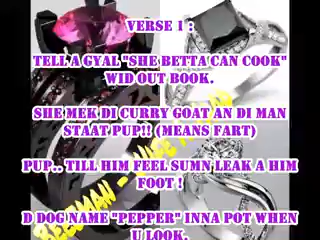 VERSE 1 :
TELL A GYAL "SHE BETTA CAN COOK"
WID OUT BOOK.
SHE MEK DI CURRY GOAT AN DI MAN
STAAT PUP!! (MEANS FART)
PUP.. TILL HIM FEEL SUMN LEAK A HIM
FOOT !
D DOG NAME "PEPPER" INNA POT WHEN
U LOOK.
BEENMAN -